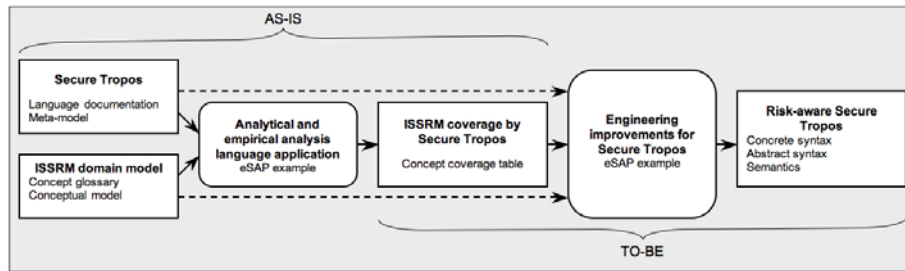 AS-IS
Secure Tropos
Language documentation
Meta-model
ISSRM domain model
Concept glossary
Conceptual model
Analytical and
empirical analysis
language application
eSAP example
ISSRM coverage by
Secure Tropos
Concept coverage table
Engineering
improvements for
Secure Tropos
eSAP example
Risk-aware Secure
Tropos
Concrete syntax
Abstract syntax
Semantics
TO-BE